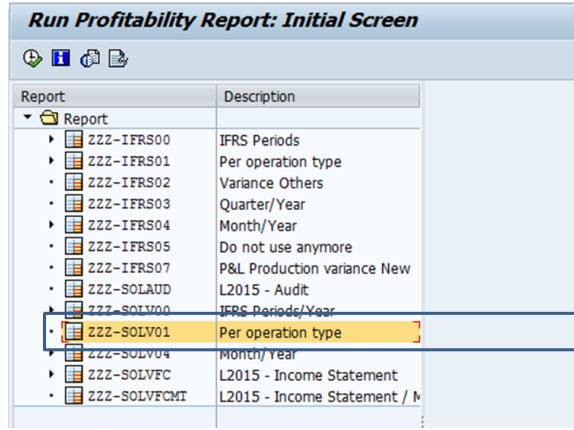 Run Profitability Report: Initial Screen
Report Description
Report
ZZZ-IFRS00 IFRS Periods
ZZZ-IFRS01 Per operation type
ZZZ-IFRS02 Variance Others
ZZZ-IFRS03 Quarter/Year
ZZZ-IFRS04 Month/Year
ZZZ-IFRS05 Do not use anymore
ZZZ-IFRS07 P&L Production variance New
ZZZ-SOLAUD L2015 - Audit
ZZZ-SOLV00 IFRS Periods/Year
ZZZ-SOLV01 Per operation type
ZZZ-SOLV04 Month/Year
ZZZ-SOLVFC L2015 - Income Statement
ZZZ-SOLVFCMT L2015 - Income Statement / M